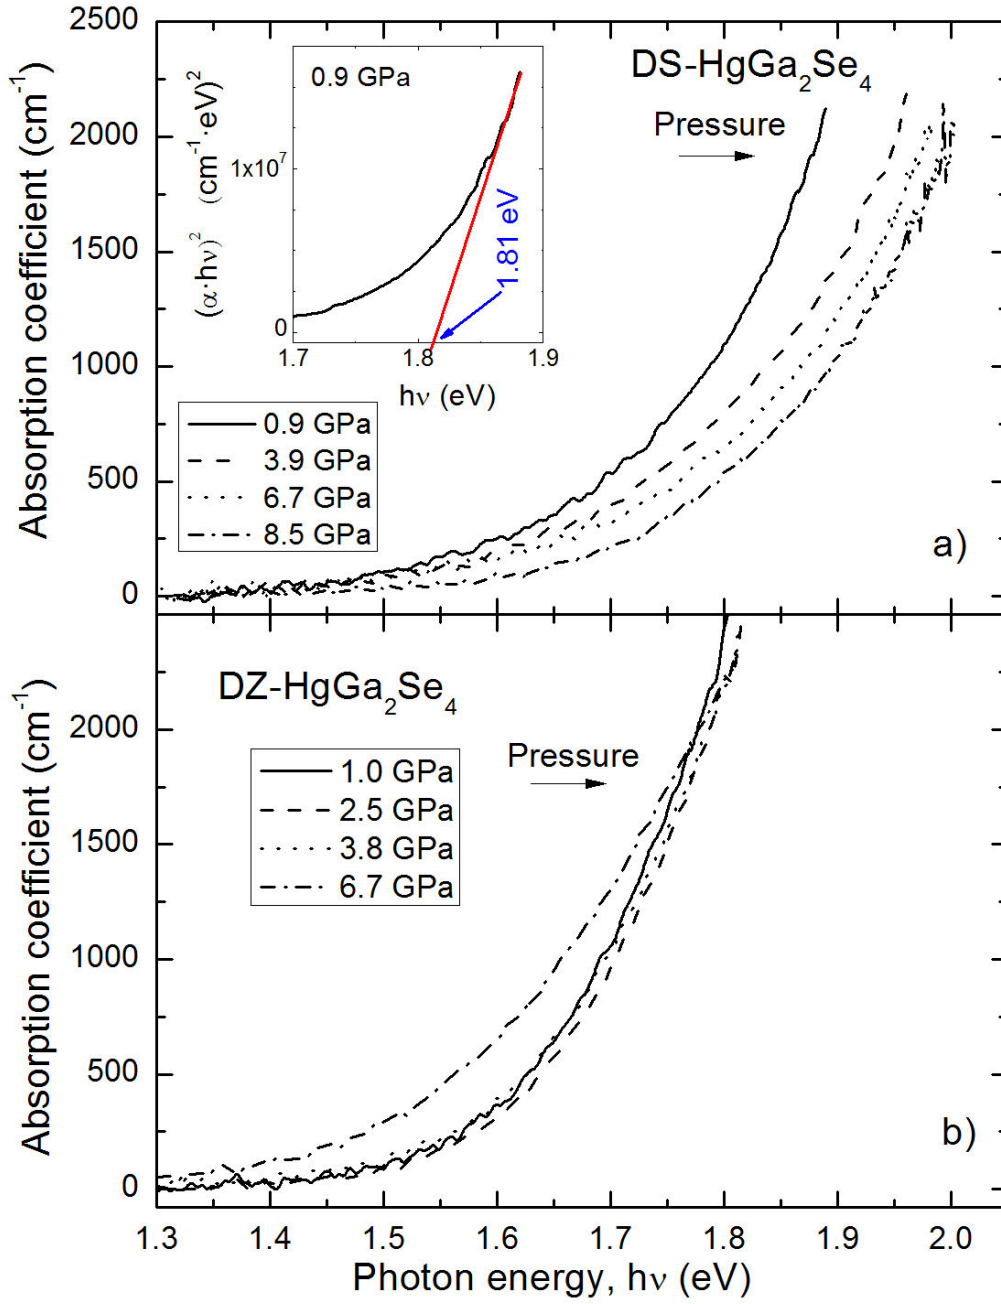 2500
2000
1500
1000
500
0
Absorption coefficient (cm⁻¹)
DS-HgGa₂Se₄
Pressure
0.9 GPa
(α·hν)² (cm⁻¹·eV)²
1x10⁷
0
1.81 eV
1.7
1.8
1.9
hν (eV)
0.9 GPa
3.9 GPa
6.7 GPa
8.5 GPa
a)
2000
1500
1000
500
0
Absorption coefficient (cm⁻¹)
DZ-HgGa₂Se₄
Pressure
1.0 GPa
2.5 GPa
3.8 GPa
6.7 GPa
b)
1.3 1.4 1.5 1.6 1.7 1.8 1.9 2.0
Photon energy, hν (eV)